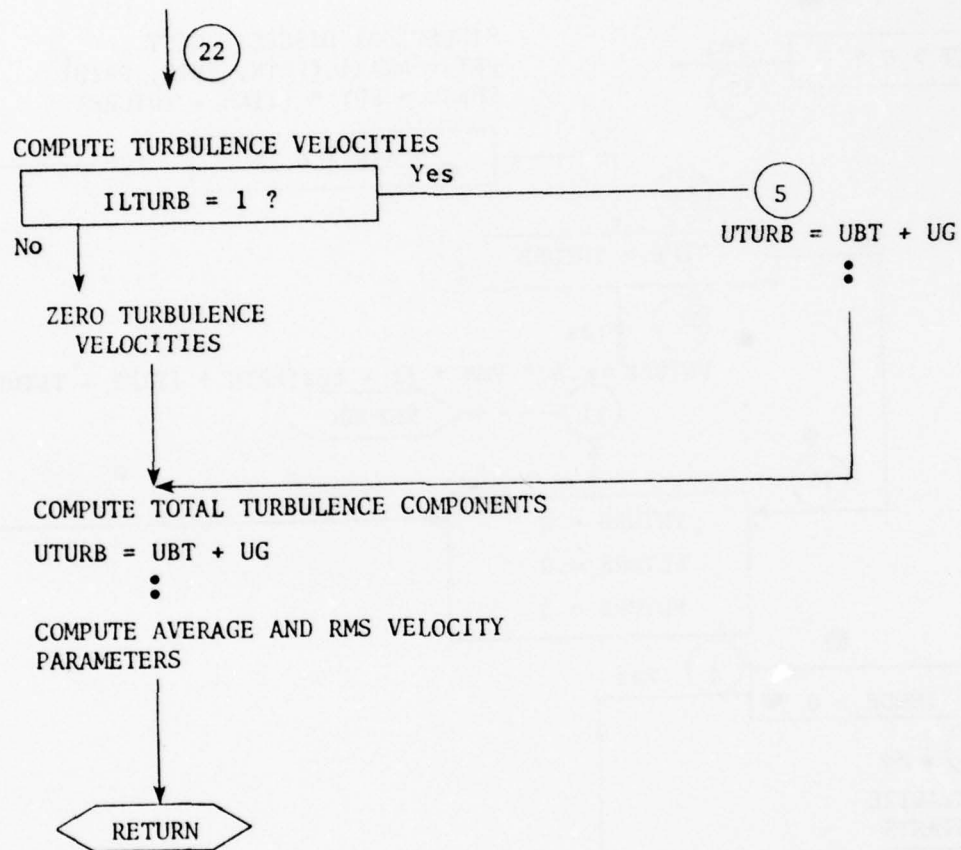 22
COMPUTE TURBULENCE VELOCITIES
ILTURB = 1 ?
Yes
5
UTURB = UBT + UG
No
ZERO TURBULENCE
VELOCITIES
COMPUTE TOTAL TURBULENCE COMPONENTS
UTURB = UBT + UG
COMPUTE AVERAGE AND RMS VELOCITY
PARAMETERS
RETURN